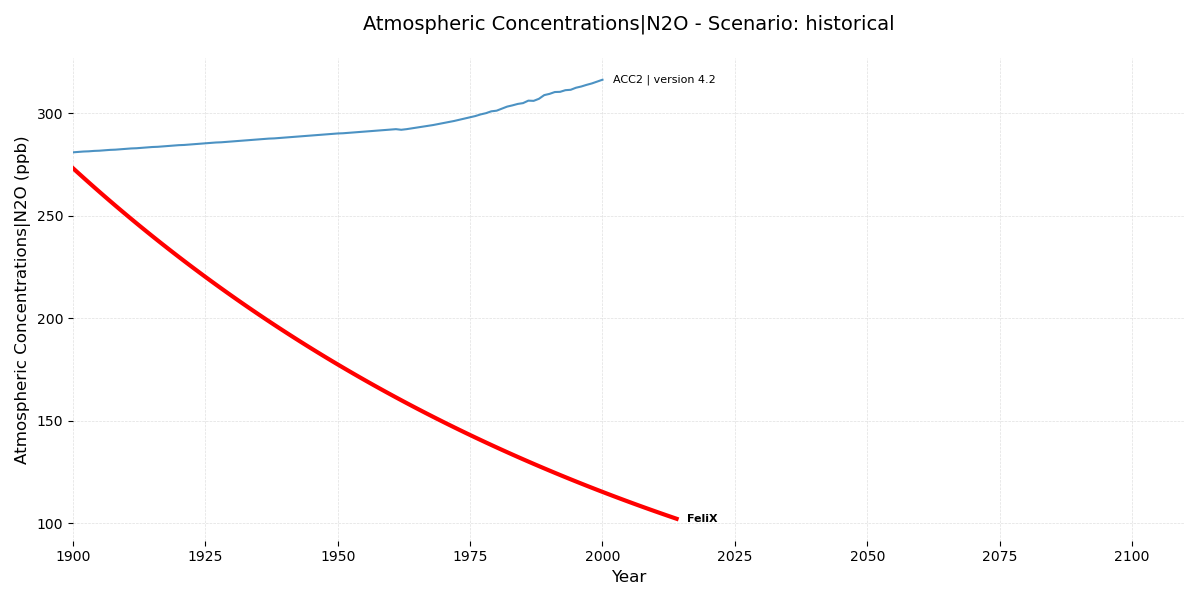 Atmospheric Concentrations|N2O - Scenario: historical
ACC2 | version 4.2
FeliX
Atmospheric Concentrations|N2O (ppb)
300
250
200
150
100
1900 1925 1950 1975 2000 2025 2050 2075 2100
Year